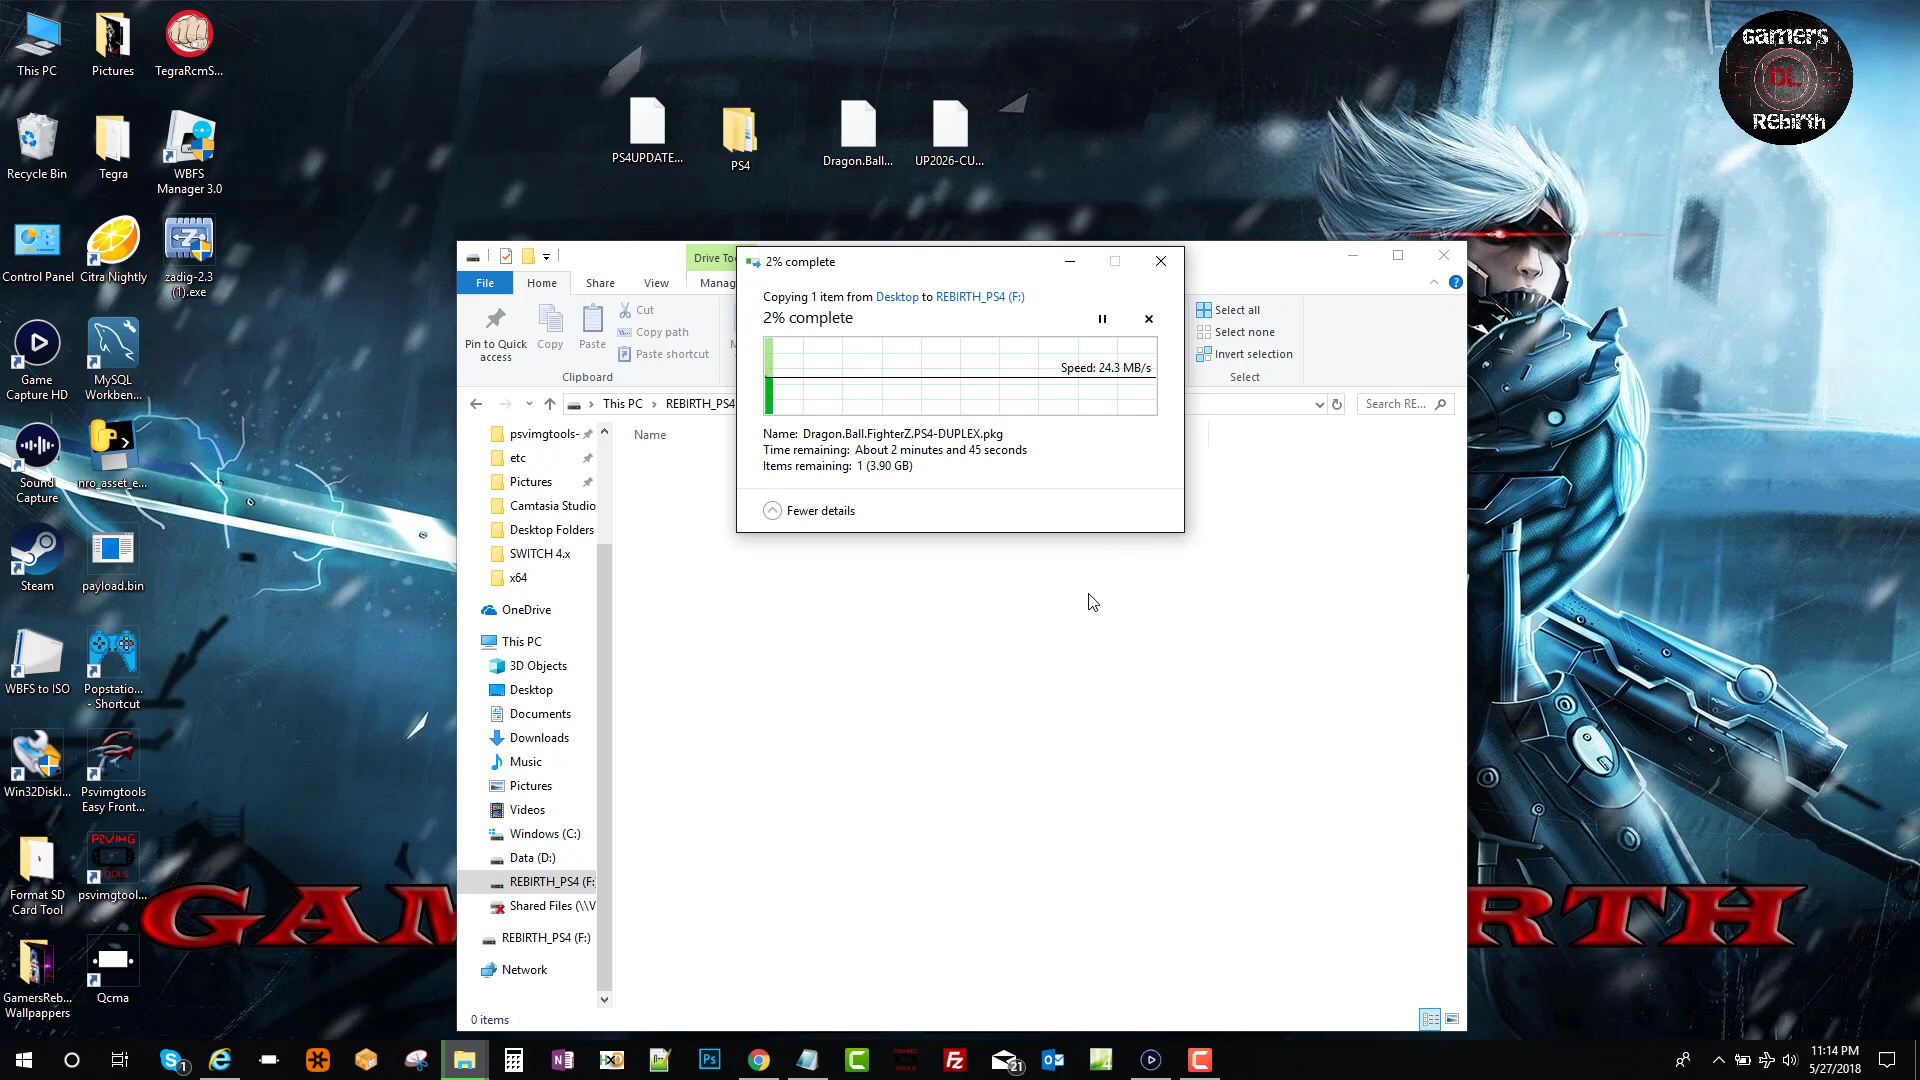 This PC
Pictures
TegraRcmS...
Recycle Bin
Tegra
WBFS
Manager 3.0
Control Panel
Citra Nightly
zadig-2.3
(1).exe
Game
Capture HD
MySQL
Workben...
Sound
Capture
nro_asset_e...
Steam
payload.bin
WBFS to ISO
Popstatio...
- Shortcut
Win32DiskI...
Psvimgtools
Easy Front...
Format SD
Card Tool
psvimgtool...
GamersReb...
Wallpappers
Qcma
PS4UPDATE...
PS4
Dragon.Ball...
UP2026-CU...
Gamers
DL
REbirth
Drive Too
File
Home
Share
View
Manag
Pin to Quick
access
Copy
Paste
Cut
Copy path
Paste shortcut
Clipboard
Select all
Select none
Invert selection
Select
This PC
REBIRTH_PS4
Search RE...
Name
psvimgtools-
etc
Pictures
Camtasia Studio
Desktop Folders
SWITCH 4.x
x64
OneDrive
This PC
3D Objects
Desktop
Documents
Downloads
Music
Pictures
Videos
Windows (C:)
Data (D:)
REBIRTH_PS4 (F:
Shared Files (\\V
REBIRTH_PS4 (F:)
Network
0 items
2% complete
Copying 1 item from Desktop to REBIRTH_PS4 (F:)
2% complete
Speed: 24.3 MB/s
Name: Dragon.Ball.FighterZ.PS4-DUPLEX.pkg
Time remaining: About 2 minutes and 45 seconds
Items remaining: 1 (3.90 GB)
Fewer details
GAM
RTH
1
21
11:14 PM
5/27/2018